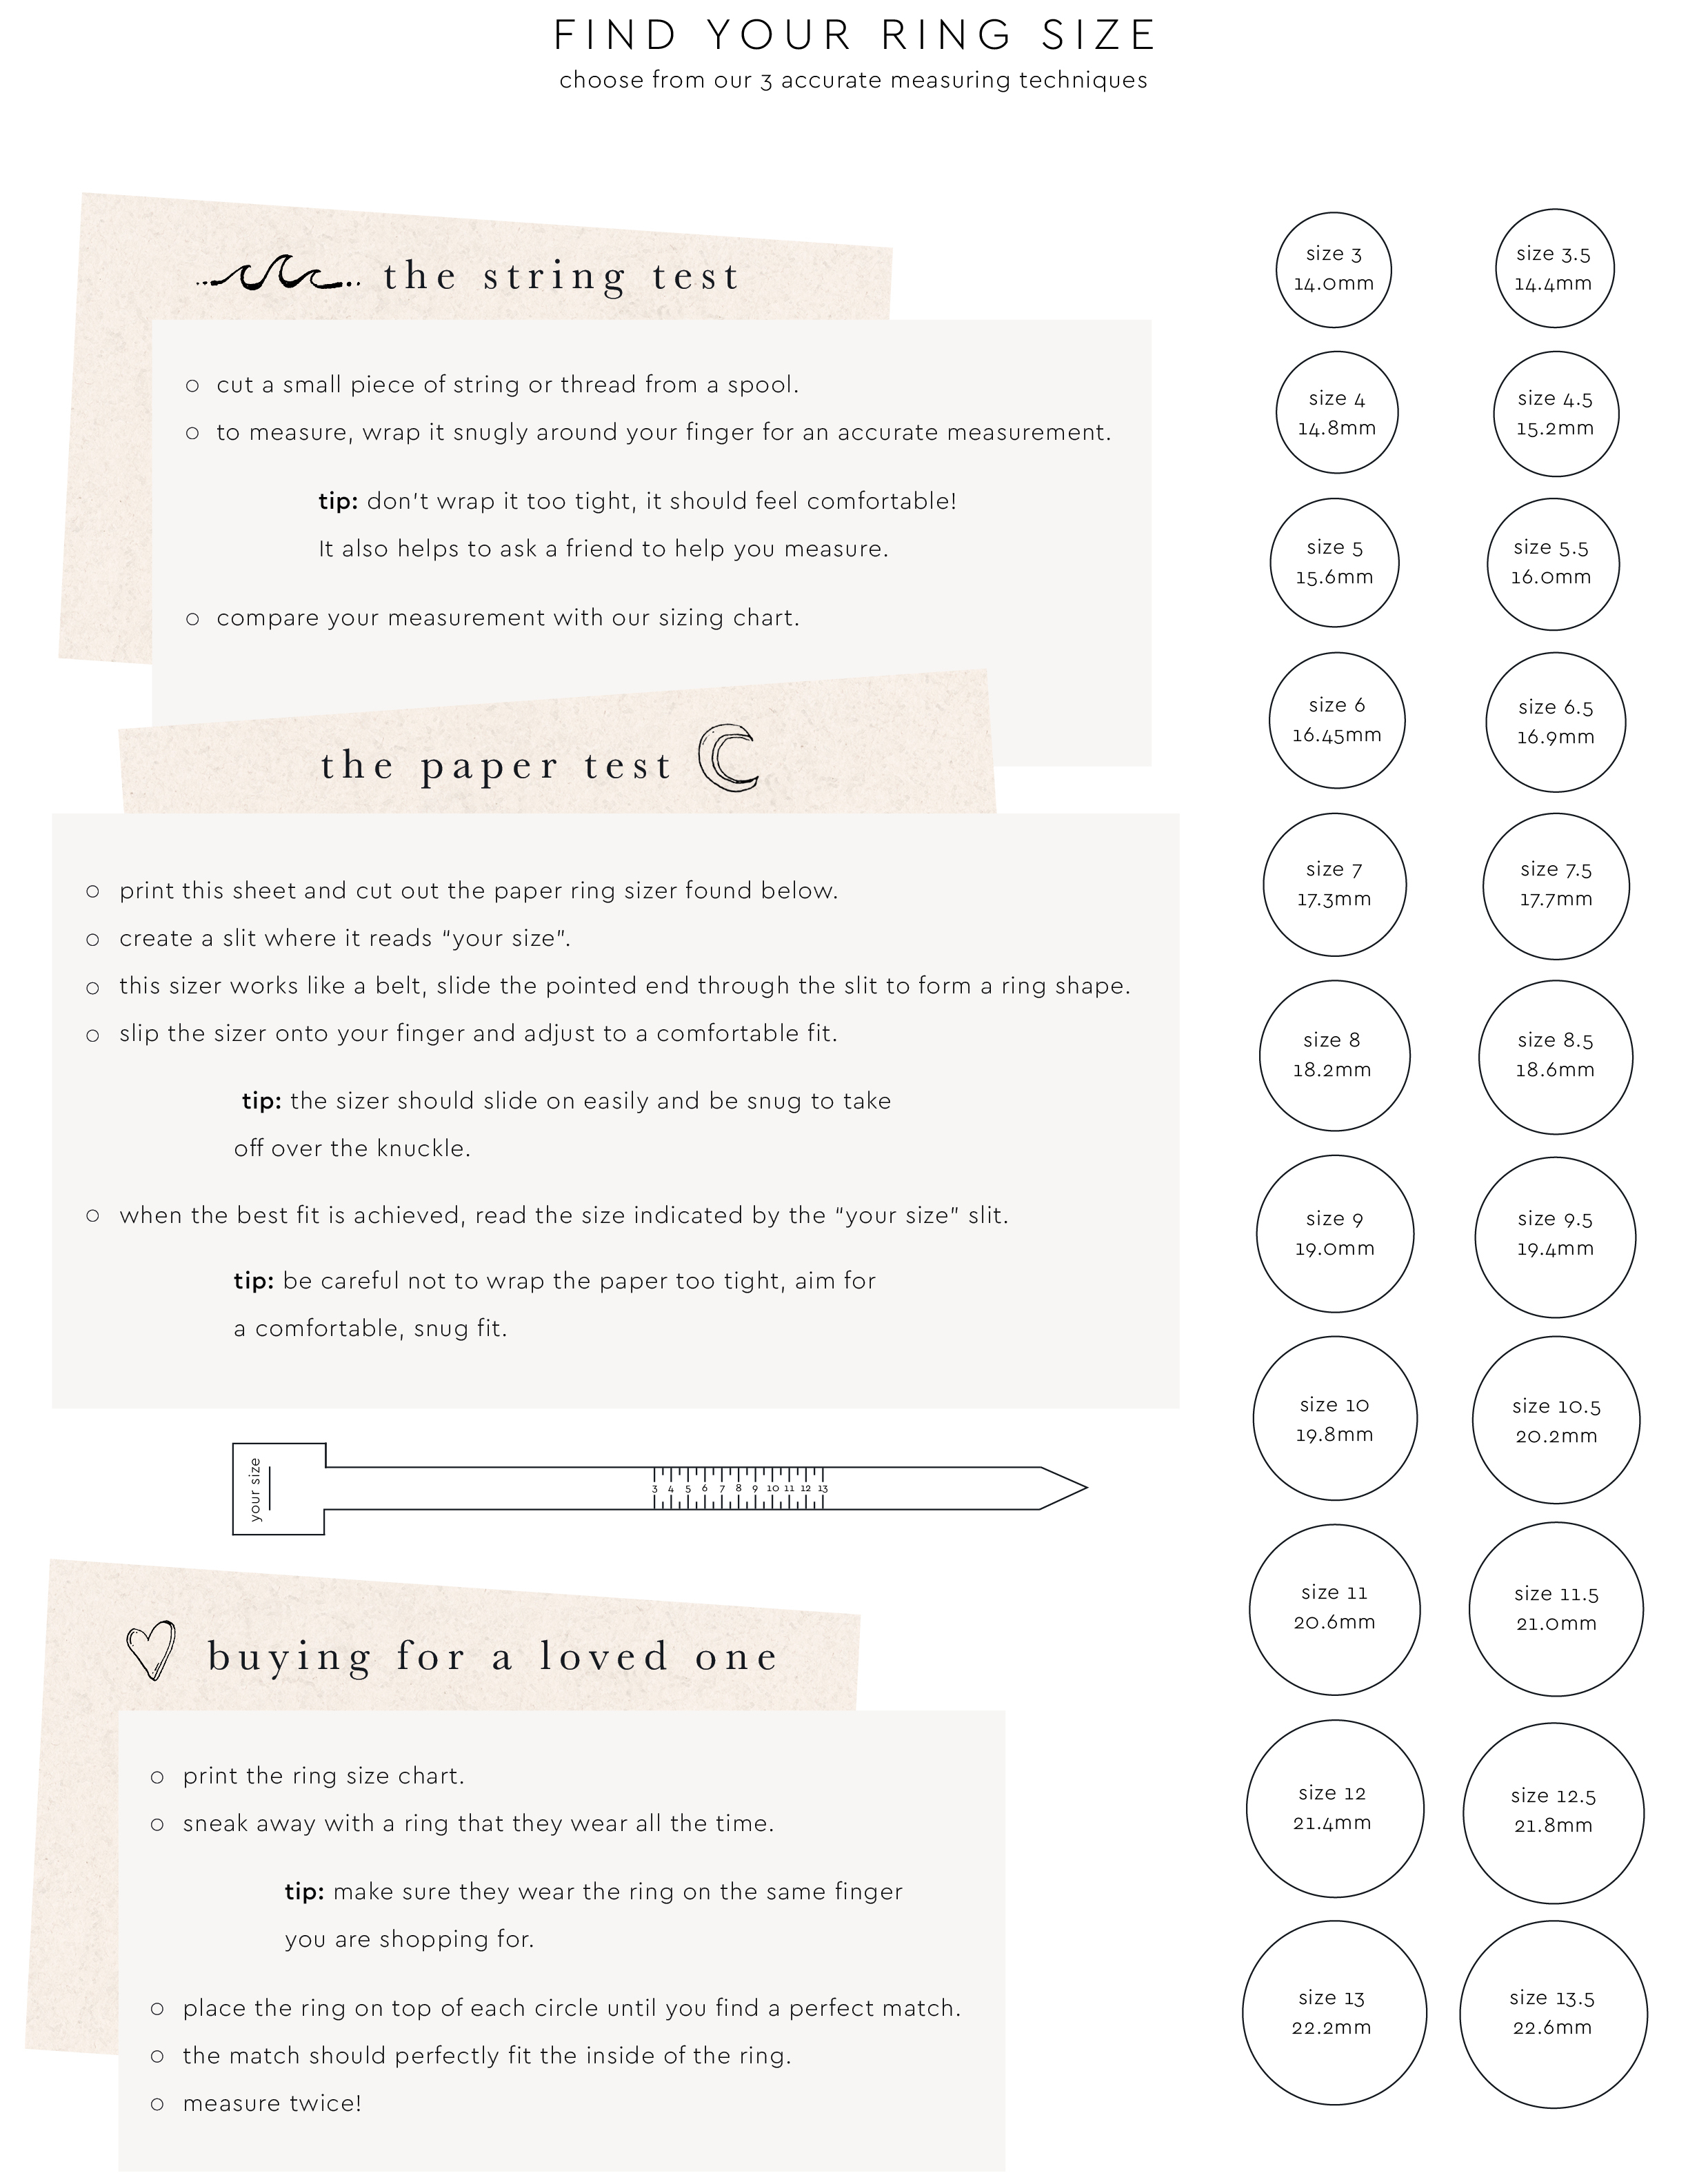 FIND YOUR RING SIZE
choose from our 3 accurate measuring techniques
the string test
cut a small piece of string or thread from a spool.
to measure, wrap it snugly around your finger for an accurate measurement.
tip: don't wrap it too tight, it should feel comfortable!
It also helps to ask a friend to help you measure.
compare your measurement with our sizing chart.
the paper test
print this sheet and cut out the paper ring sizer found below.
create a slit where it reads “your size”.
this sizer works like a belt, slide the pointed end through the slit to form a ring shape.
slip the sizer onto your finger and adjust to a comfortable fit.
tip: the sizer should slide on easily and be snug to take
off over the knuckle.
when the best fit is achieved, read the size indicated by the “your size” slit.
tip: be careful not to wrap the paper too tight, aim for
a comfortable, snug fit.
your size
3 4 5 6 7 8 9 10 11 12 13
buying for a loved one
print the ring size chart.
sneak away with a ring that they wear all the time.
tip: make sure they wear the ring on the same finger
you are shopping for.
place the ring on top of each circle until you find a perfect match.
the match should perfectly fit the inside of the ring.
measure twice!
size 3
14.0mm
size 3.5
14.4mm
size 4
14.8mm
size 4.5
15.2mm
size 5
15.6mm
size 5.5
16.0mm
size 6
16.45mm
size 6.5
16.9mm
size 7
17.3mm
size 7.5
17.7mm
size 8
18.2mm
size 8.5
18.6mm
size 9
19.0mm
size 9.5
19.4mm
size 10
19.8mm
size 10.5
20.2mm
size 11
20.6mm
size 11.5
21.0mm
size 12
21.4mm
size 12.5
21.8mm
size 13
22.2mm
size 13.5
22.6mm